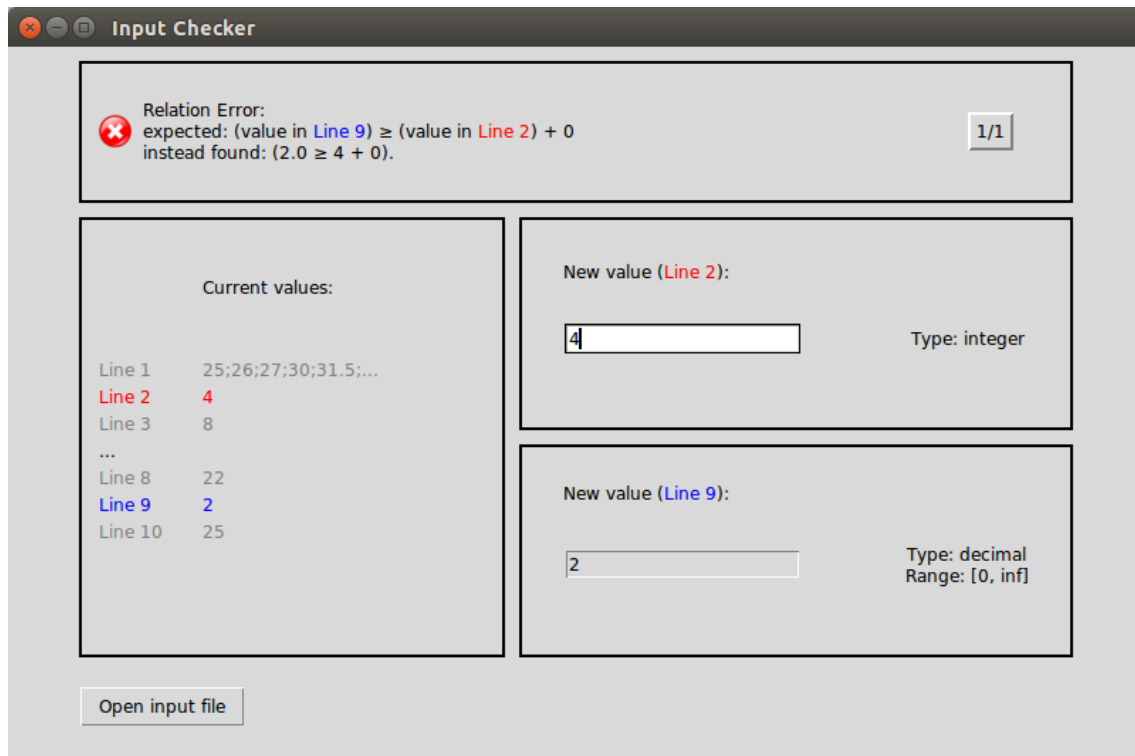 Input Checker
Relation Error:
expected: (value in Line 9) ≥ (value in Line 2) + 0
instead found: (2.0 ≥ 4 + 0).
1/1
Current values:
Line 1 25;26;27;30;31.5;...
Line 2 4
Line 3 8
...
Line 8 22
Line 9 2
Line 10 25
New value (Line 2):
4
Type: integer
New value (Line 9):
2
Type: decimal
Range: [0, inf]
Open input file